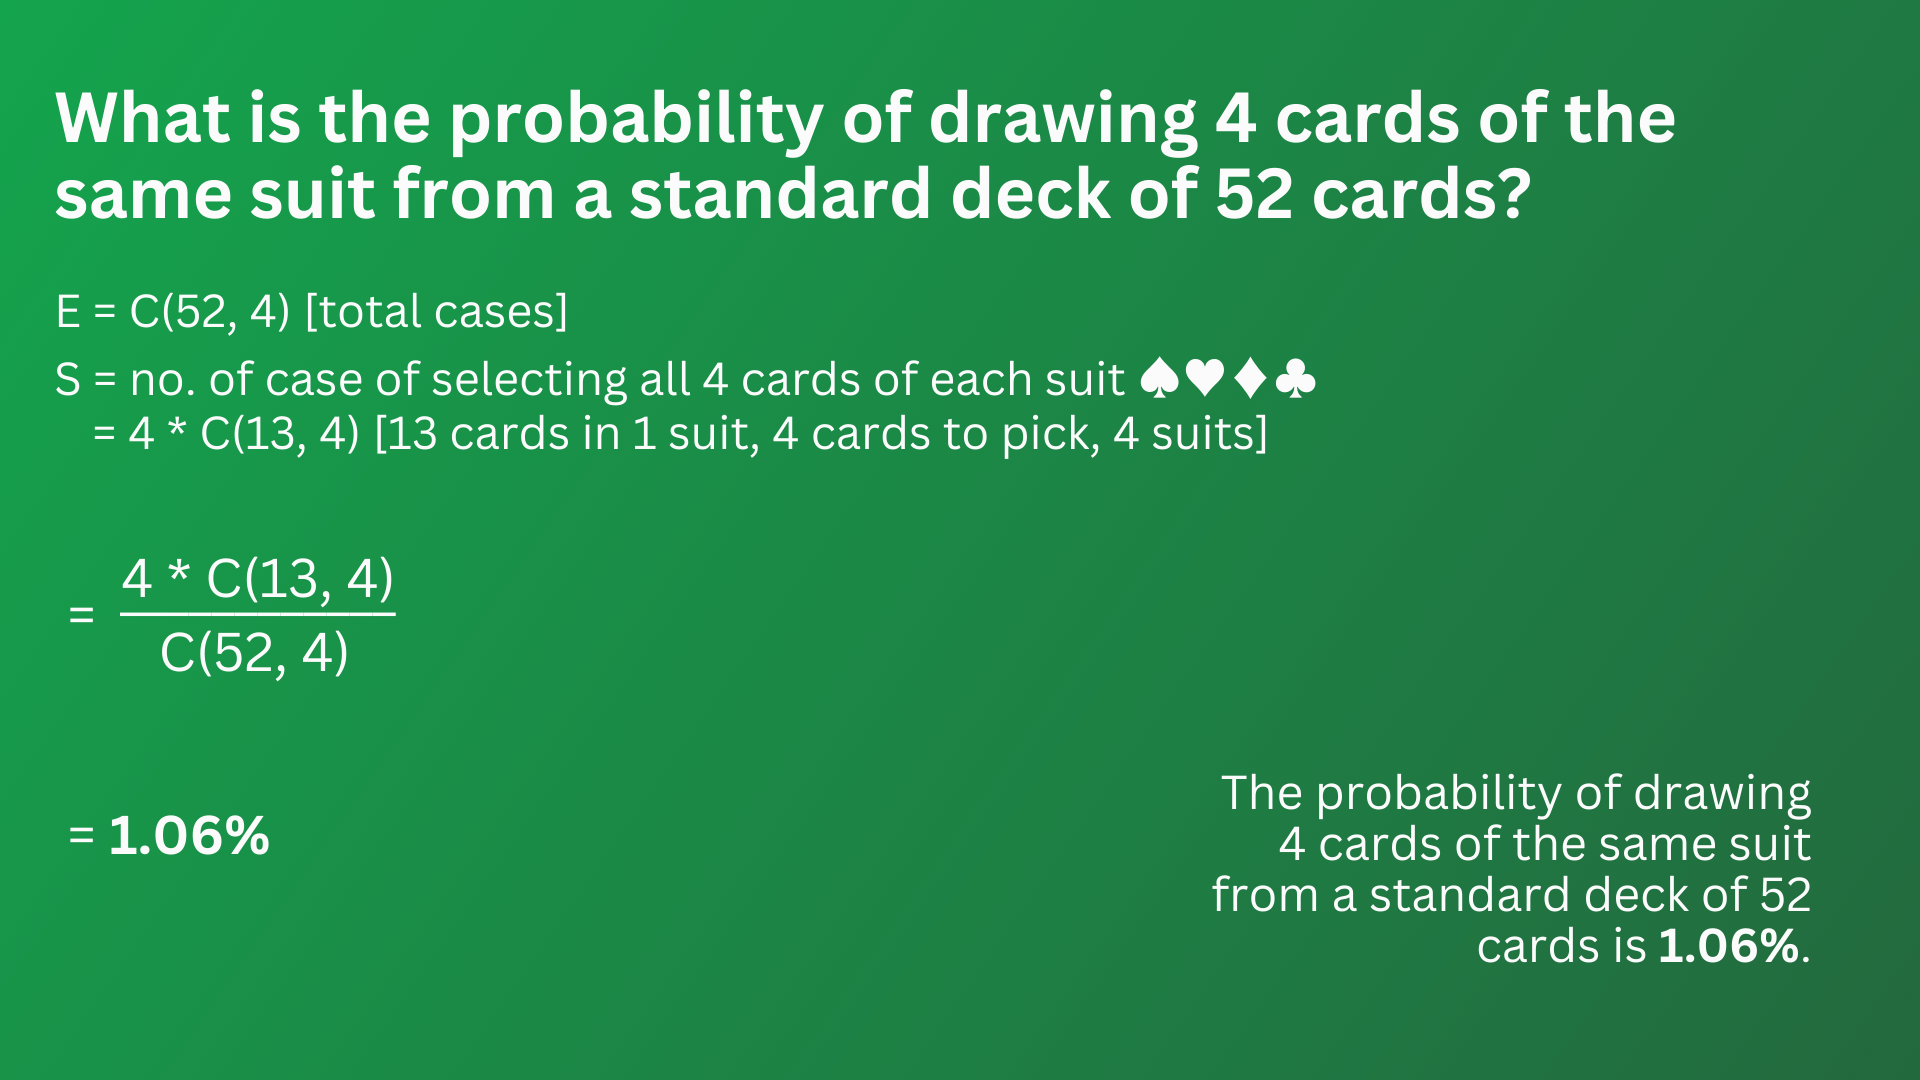 What is the probability of drawing 4 cards of the
same suit from a standard deck of 52 cards?
E = C(52, 4) [total cases]
S = no. of case of selecting all 4 cards of each suit ♠♥♦♣
= 4 * C(13, 4) [13 cards in 1 suit, 4 cards to pick, 4 suits]
4 * C(13, 4)
=
C(52, 4)
= 1.06%
The probability of drawing
4 cards of the same suit
from a standard deck of 52
cards is 1.06%.